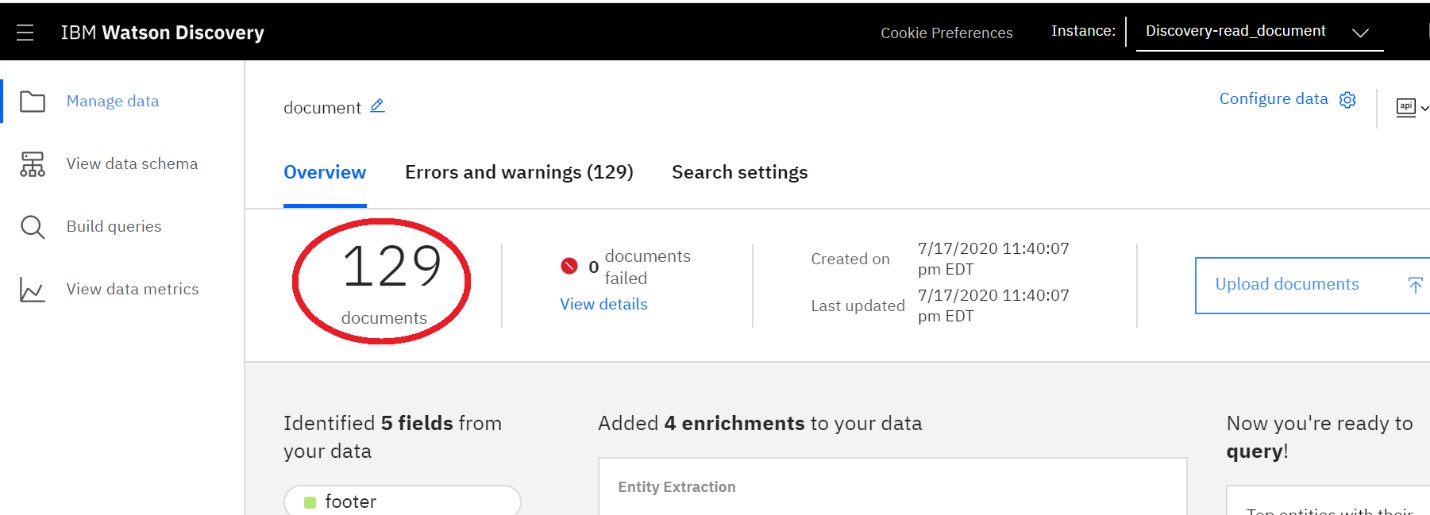 IBM Watson Discovery
Cookie Preferences
Instance:
Discovery-read_document
Manage data
View data schema
Build queries
View data metrics
document
Configure data
api
Overview
Errors and warnings (129)
Search settings
129
documents
0 documents
failed
View details
Created on
7/17/2020 11:40:07
pm EDT
Last updated
7/17/2020 11:40:07
pm EDT
Upload documents
Identified 5 fields from
your data
footer
Added 4 enrichments to your data
Entity Extraction
Now you're ready to
query!
Top entities with their